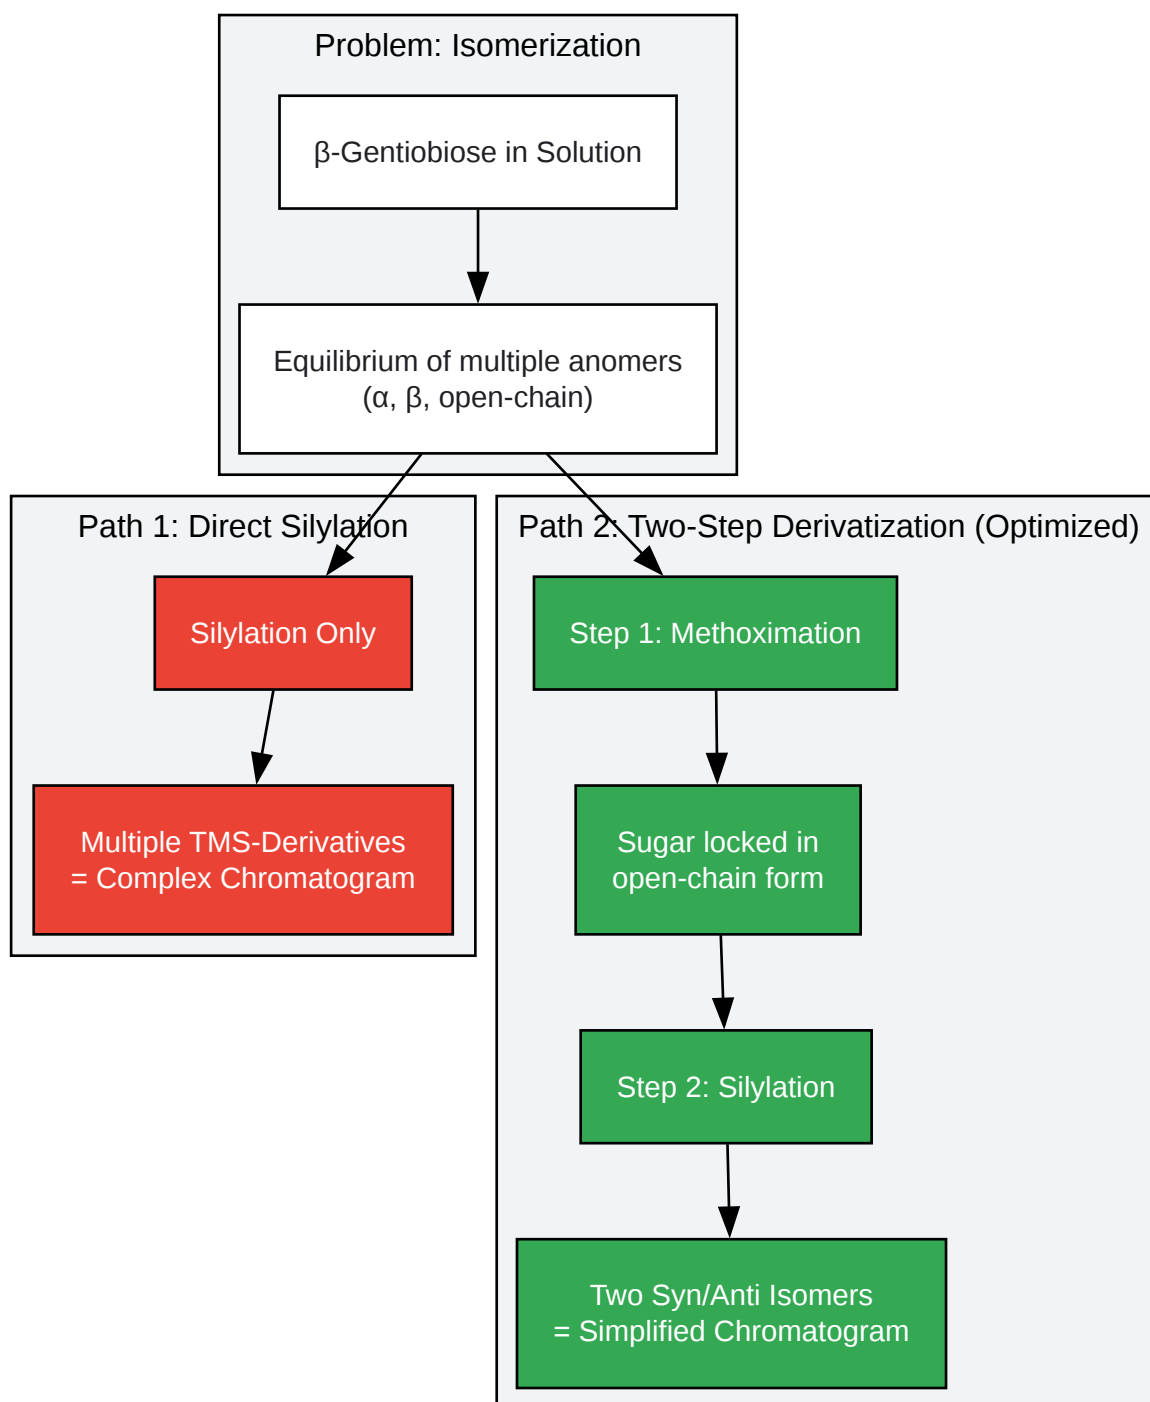 Problem: Isomerization
β-Gentiobiose in Solution
Equilibrium of multiple anomers
(α, β, open-chain)
Path 1: Direct Silylation
Silylation Only
Multiple TMS-Derivatives
= Complex Chromatogram
Path 2: Two-Step Derivatization (Optimized)
Step 1: Methoximation
Sugar locked in
open-chain form
Step 2: Silylation
Two Syn/Anti Isomers
= Simplified Chromatogram